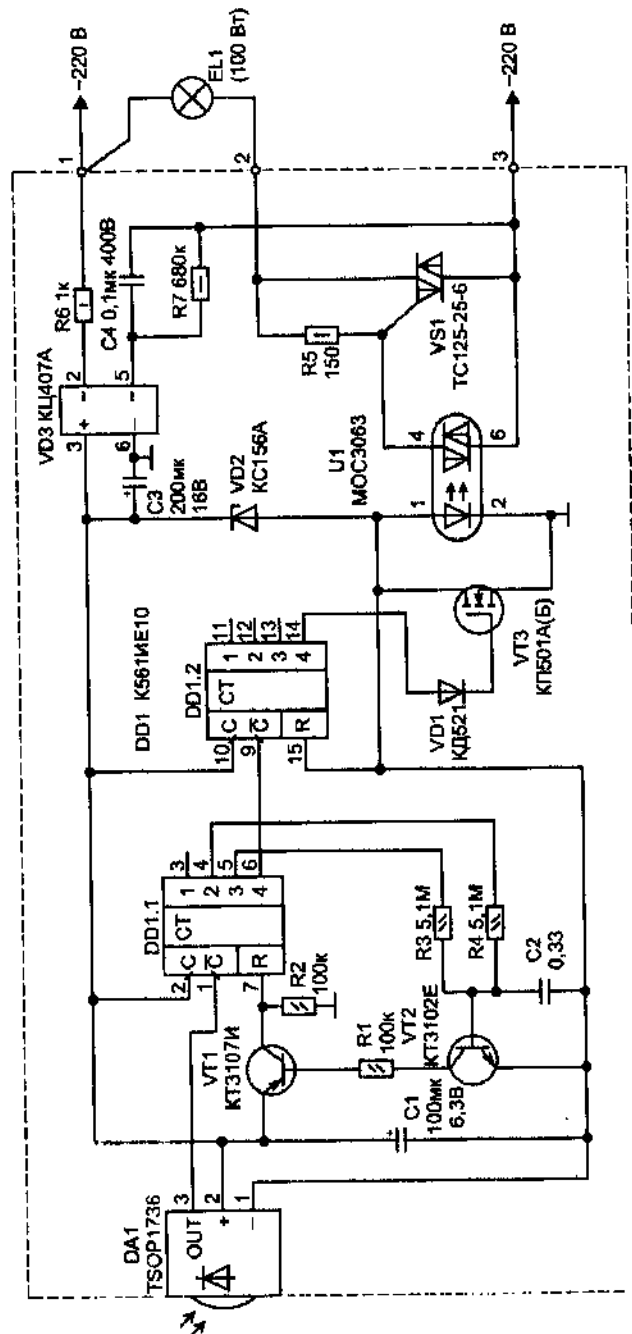 DA1
TSOP1736
OUT
+
–
3
2
1
C1
100мк
6,3В
VT1
КТ3107И
R2
100к
R1
100к
VT2
КТ3102Е
C2
0,33
R3 5,1М
R4 5,1М
DD1.1
CT
C
C
R
2
1
7
1
2
3
4
3
4
5
6
DD1 К561ИЕ10
DD1.2
CT
C
C
R
10
9
15
1
2
3
4
11
12
13
14
VD1
КД521
VT3
КП501А(Б)
VD2
КС156А
C3
200мк
16В
VD3 КЦ407А
3
+
6
–
2
~
5
~
R6 1к
C4 0,1мк 400В
R7 680к
R5
150
U1
MOC3063
1
2
4
6
VS1
ТС125-25-6
1
~220 В
EL1
(100 Вт)
2
3
~220 В